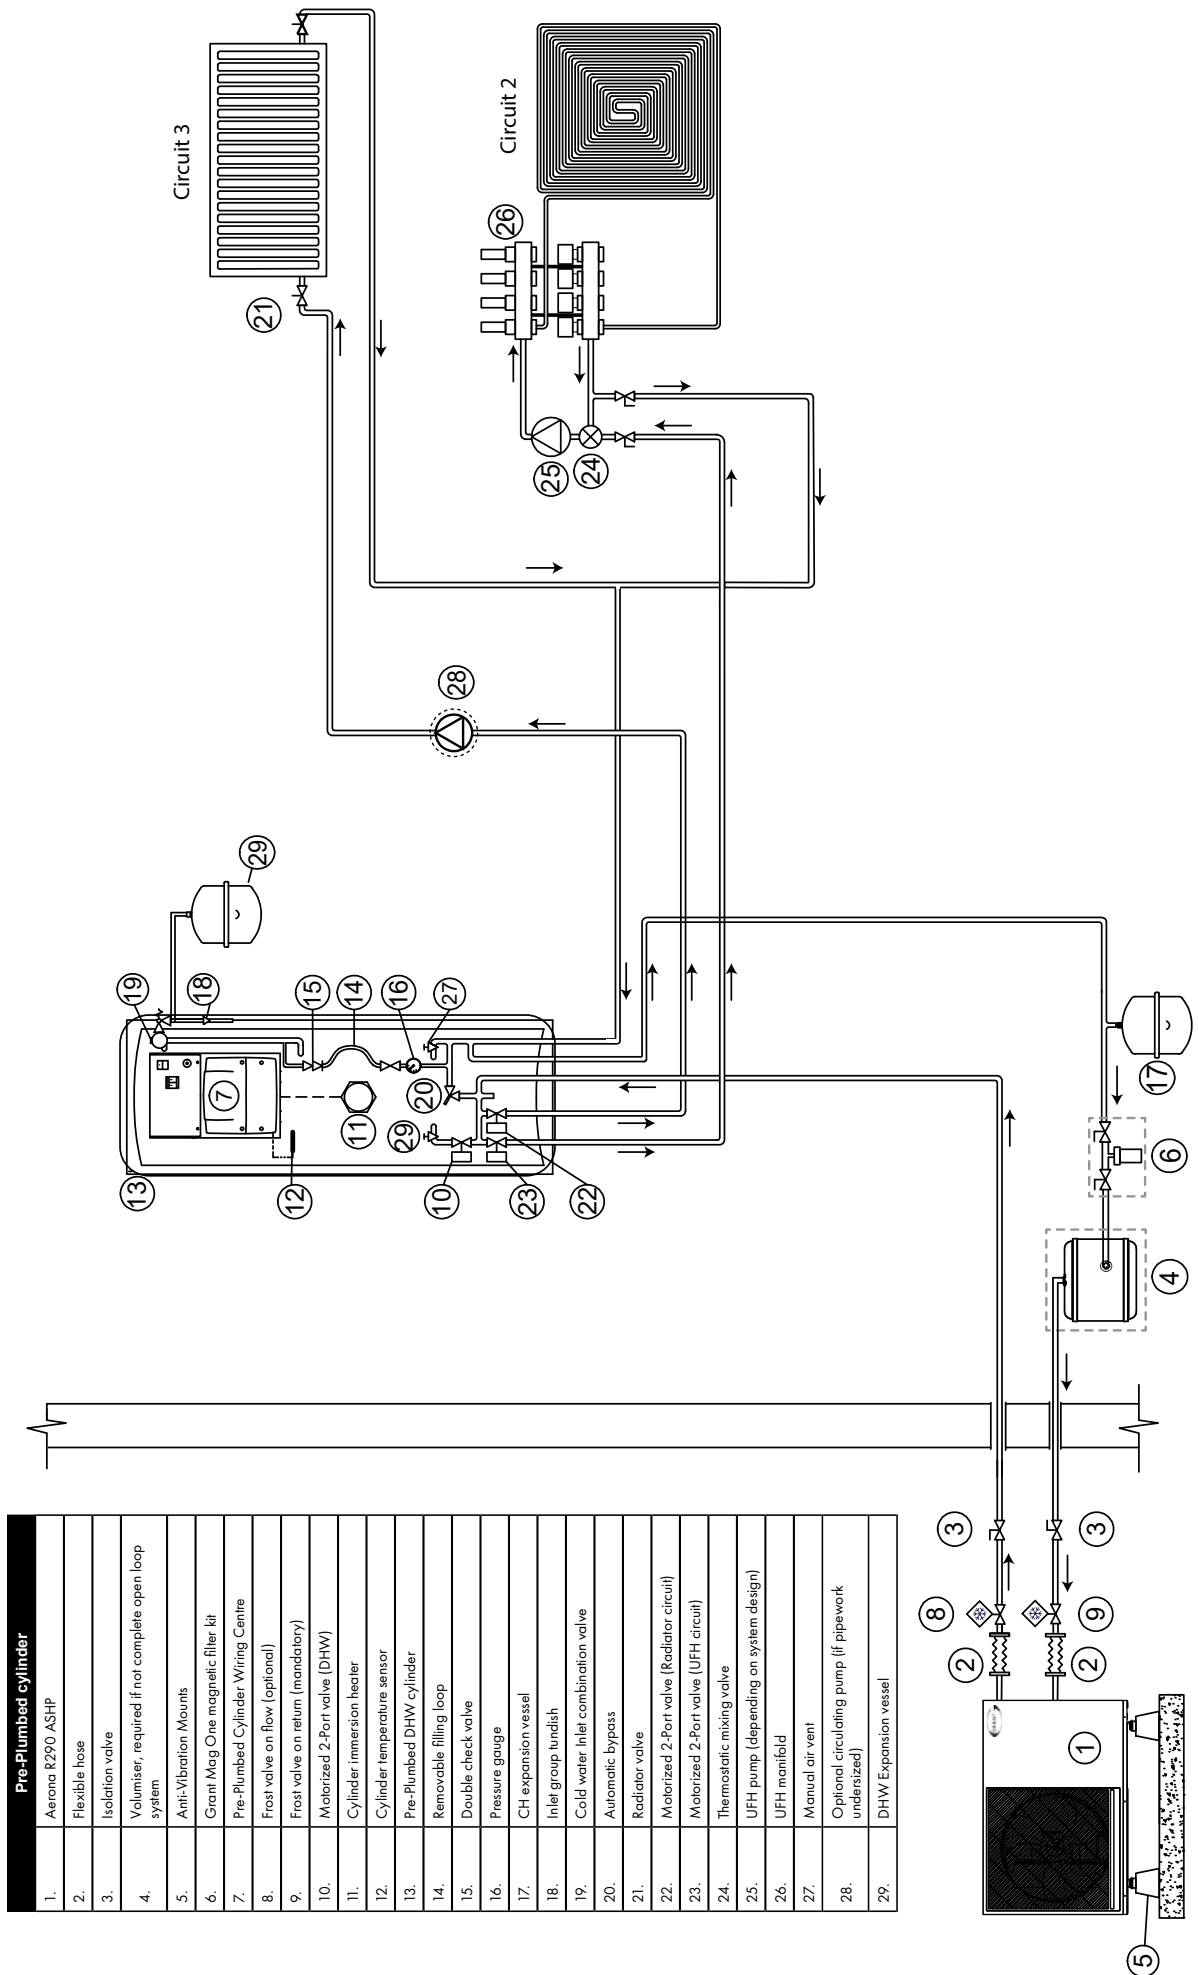 Pre-Plumbed cylinder
1. Aerona R290 ASHP
2. Flexible hose
3. Isolation valve
4. Volumiser, required if not complete open loop
system
5. Anti-Vibration Mounts
6. Grant Mag One magnetic filter kit
7. Pre-Plumbed Cylinder Wiring Centre
8. Frost valve on flow (optional)
9. Frost valve on return (mandatory)
10. Motorized 2-Port valve (DHW)
11. Cylinder immersion heater
12. Cylinder temperature sensor
13. Pre-Plumbed DHW cylinder
14. Removable filling loop
15. Double check valve
16. Pressure gauge
17. CH expansion vessel
18. Inlet group tundish
19. Cold water Inlet combination valve
20. Automatic bypass
21. Radiator valve
22. Motorized 2-Port valve (Radiator circuit)
23. Motorized 2-Port valve (UFH circuit)
24. Thermostatic mixing valve
25. UFH pump (depending on system design)
26. UFH manifold
27. Manual air vent
28. Optional circulating pump (if pipework
undersized)
29. DHW Expansion vessel
Circuit 3
Circuit 2
21
26
25
24
28
29
19
18
15
14
16
27
20
7
11
29
13
12
10
23
22
17
6
4
3
3
8
9
2
2
1
5